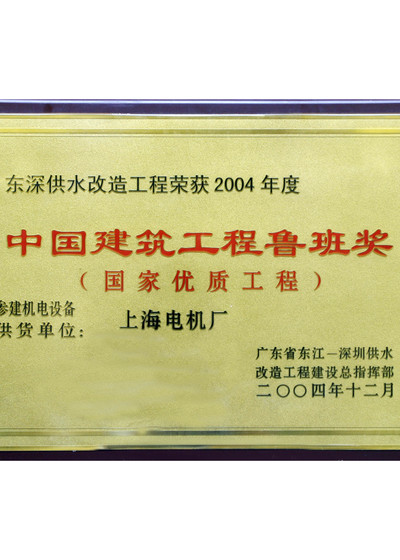 东深供水改造工程荣获2004年度
中国建筑工程鲁班奖
（国家优质工程）
参建机电设备
供货单位：
上海电机厂
广东省东江－深圳供水
改造工程建设总指挥部
二〇〇四年十二月